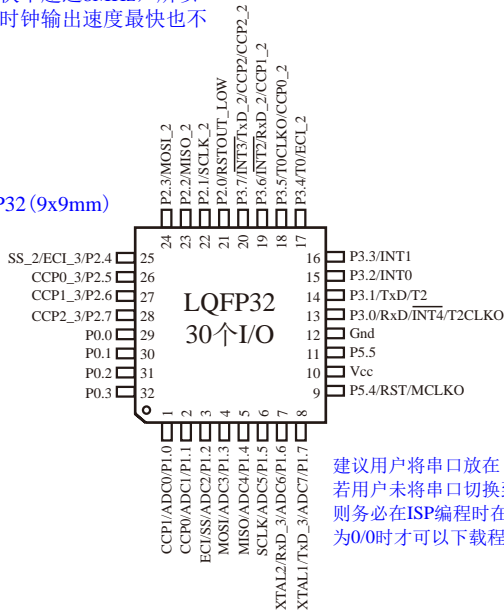 时钟输出速度最快也不
P32(9x9mm)
P2.3/MOSI_2
P2.2/MISO_2
P2.1/SCLK_2
P2.0/RSTOUT_LOW
P3.7/INT3/TxD_2/CCP2/CCP2_2
P3.6/INT2/RxD_2/CCP1_2
P3.5/T0CLKO/CCP0_2
P3.4/T0/ECI_2
24
23
22
21
20
19
18
17
SS_2/ECI_3/P2.4 25
CCP0_3/P2.5 26
CCP1_3/P2.6 27
CCP2_3/P2.7 28
P0.0 29
P0.1 30
P0.2 31
P0.3 32
LQFP32
30个I/O
16 P3.3/INT1
15 P3.2/INT0
14 P3.1/TxD/T2
13 P3.0/RxD/INT4/T2CLKO
12 Gnd
11 P5.5
10 Vcc
9 P5.4/RST/MCLKO
1
2
3
4
5
6
7
8
CCP1/ADC0/P1.0
CCP0/ADC1/P1.1
ECI/SS/ADC2/P1.2
MOSI/ADC3/P1.3
MISO/ADC4/P1.4
SCLK/ADC5/P1.5
XTAL2/RxD_3/ADC6/P1.6
XTAL1/TxD_3/ADC7/P1.7
建议用户将串口放在
若用户未将串口切换
则务必在ISP编程时在
为0/0时才可以下载程